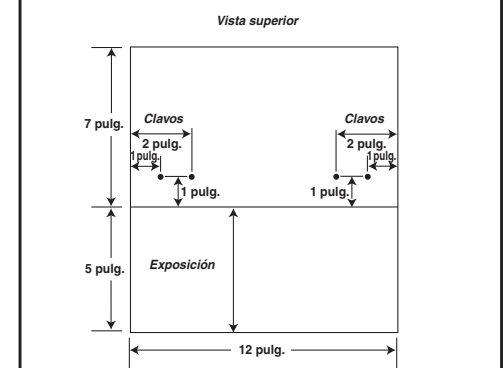 Vista superior
7 pulg.
Clavos
Clavos
2 pulg.
2 pulg.
1 pulg.
1 pulg.
1 pulg.
1 pulg.
5 pulg.
Exposición
12 pulg.